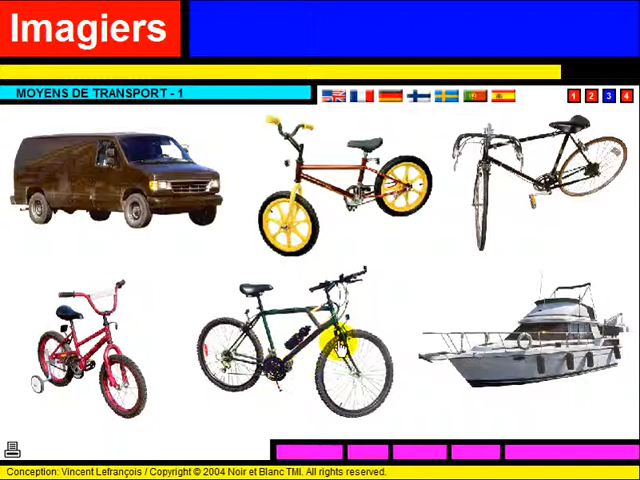 Imagiers
MOYENS DE TRANSPORT - 1
1 2 3 4
Conception: Vincent Lefrançois / Copyright © 2004 Noir et Blanc TMI. All rights reserved.